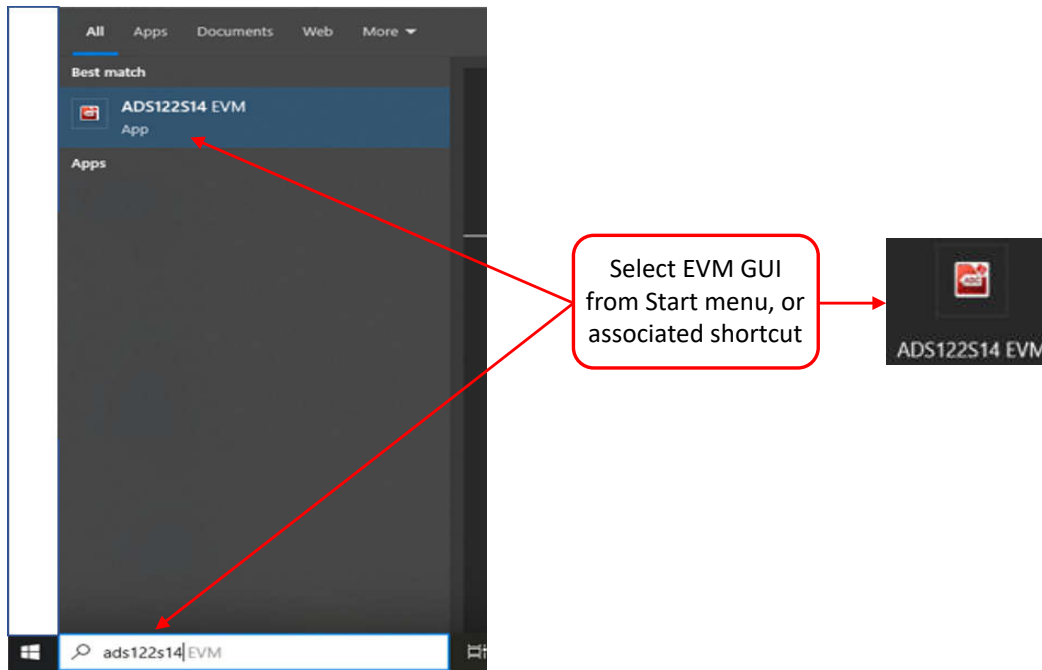 All Apps Documents Web More
Best match
ADS122S14 EVM
App
Apps
Select EVM GUI
from Start menu, or
associated shortcut
ADC
ADS122S14 EVM
ads122s14 EVM